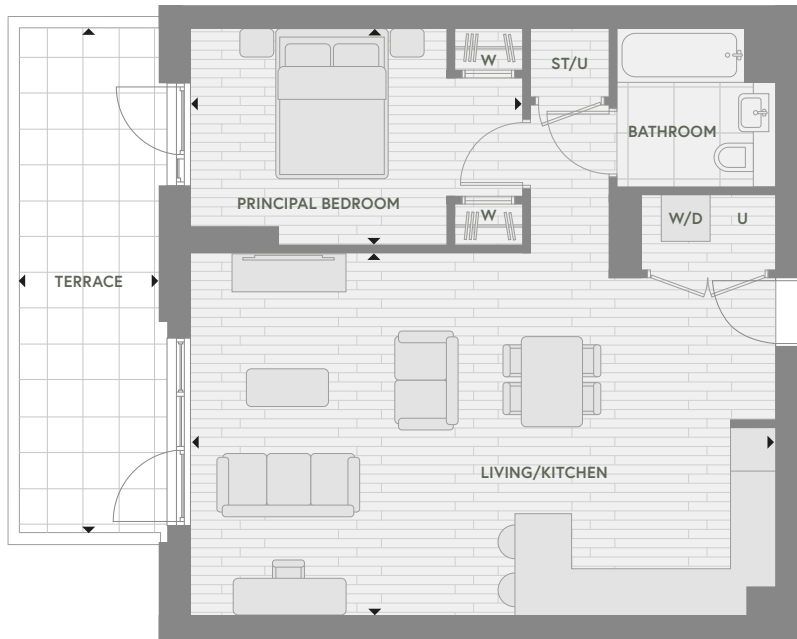 W
ST/U
BATHROOM
PRINCIPAL BEDROOM
W
W/D
U
TERRACE
LIVING/KITCHEN